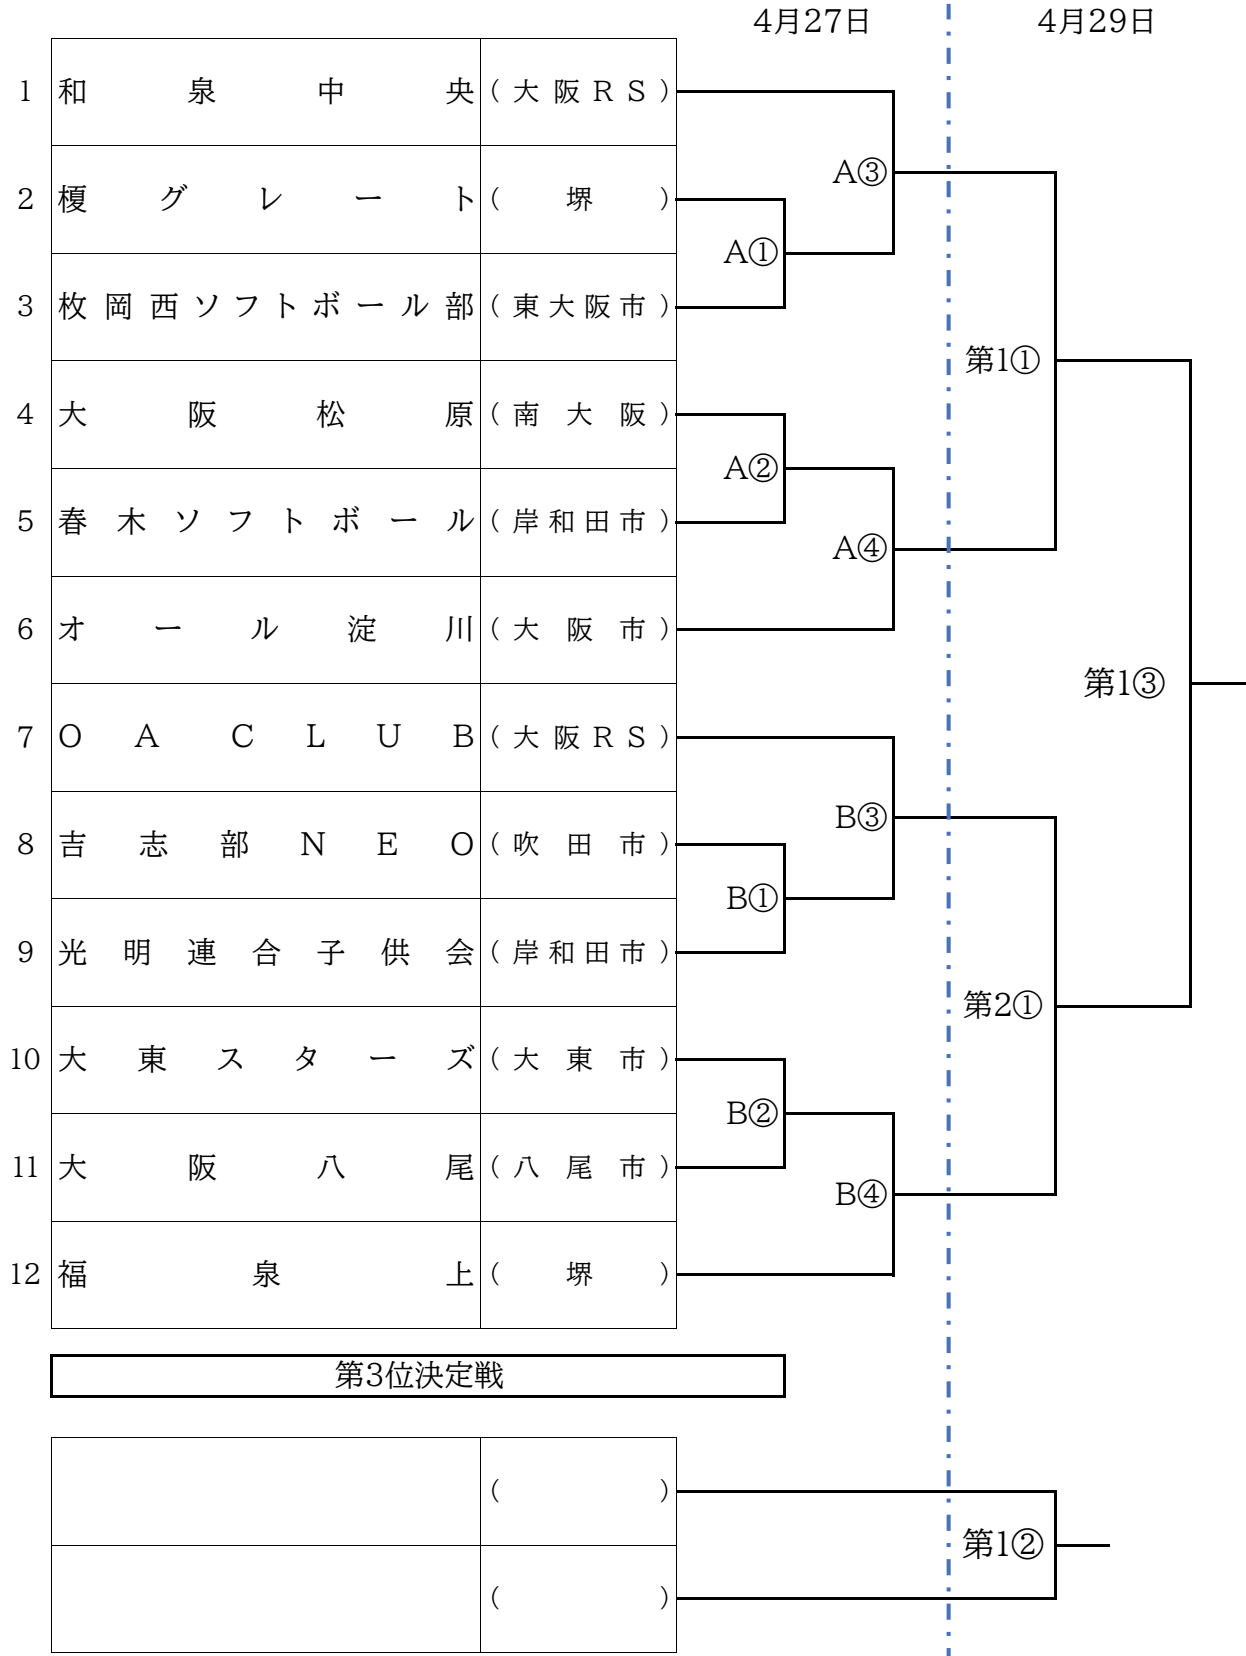 4月27日 4月29日
1 和泉中央 (大阪RS)
A③
2 榎グレート (堺)
A①
3 枚岡西ソフトボール部 (東大阪市)
第1①
4 大阪松原 (南大阪)
A②
5 春木ソフトボール (岸和田市)
A④
6 オール淀川 (大阪市)
第1③
7 OA CLUB (大阪RS)
B③
8 吉志部NEO (吹田市)
B①
9 光明連合子供会 (岸和田市)
第2①
10 大東スターズ (大東市)
B②
11 大阪八尾 (八尾市)
B④
12 福泉上 (堺)
第3位決定戦
( )
第1②
( )